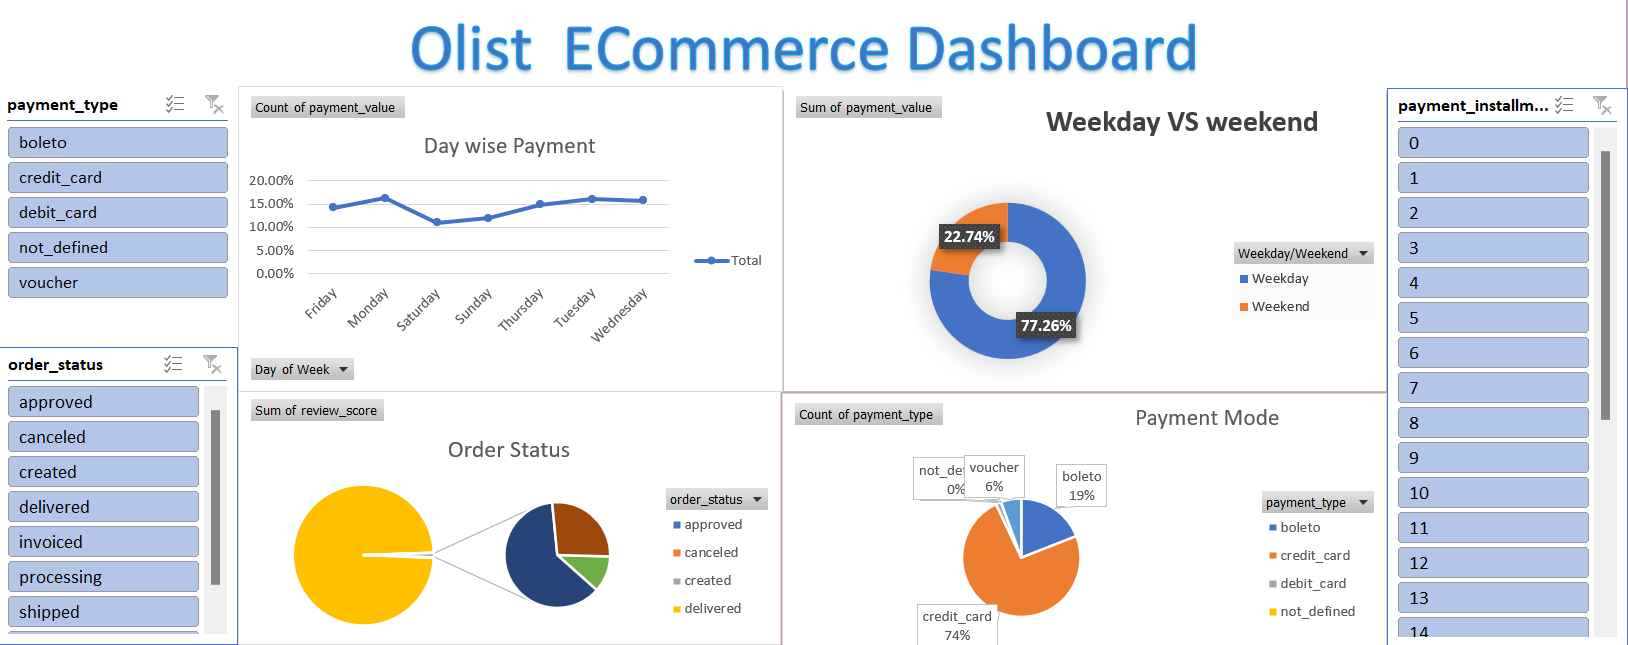 Olist ECommerce Dashboard
payment_type
boleto
credit_card
debit_card
not_defined
voucher
order_status
approved
canceled
created
delivered
invoiced
processing
shipped
Count of payment_value
Day wise Payment
20.00%
15.00%
10.00%
5.00%
0.00%
Friday
Monday
Saturday
Sunday
Thursday
Tuesday
Wednesday
Total
Day of Week
Sum of payment_value
Weekday VS weekend
22.74%
77.26%
Weekday/Weekend
Weekday
Weekend
Sum of review_score
Order Status
order_status
approved
canceled
created
delivered
Count of payment_type
Payment Mode
not_de
0%
voucher
6%
boleto
19%
credit_card
74%
payment_type
boleto
credit_card
debit_card
not_defined
payment_installm...
0
1
2
3
4
5
6
7
8
9
10
11
12
13
14